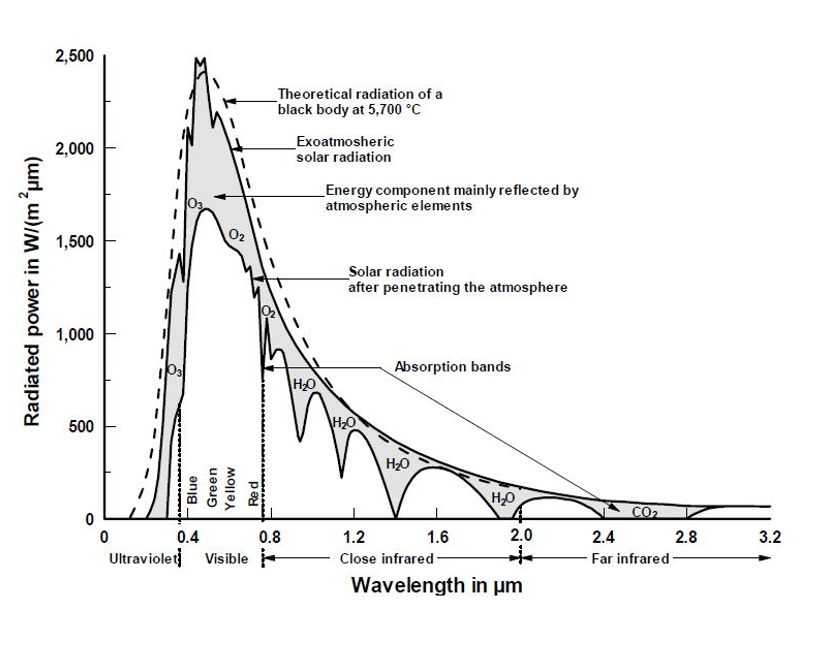 2,500
2,000
1,500
1,000
500
0
Radiated power in W/(m²μm)
Theoretical radiation of a
black body at 5,700 °C
Exoatmosheric
solar radiation
Energy component mainly reflected by
atmospheric elements
Solar radiation
after penetrating the atmosphere
Absorption bands
O₃
O₂
O₂
O₃
H₂O
H₂O
H₂O
H₂O
CO₂
Blue
Green
Yellow
Red
0 0.4 0.8 1.2 1.6 2.0 2.4 2.8 3.2
Ultraviolet Visible Close infrared Far infrared
Wavelength in μm